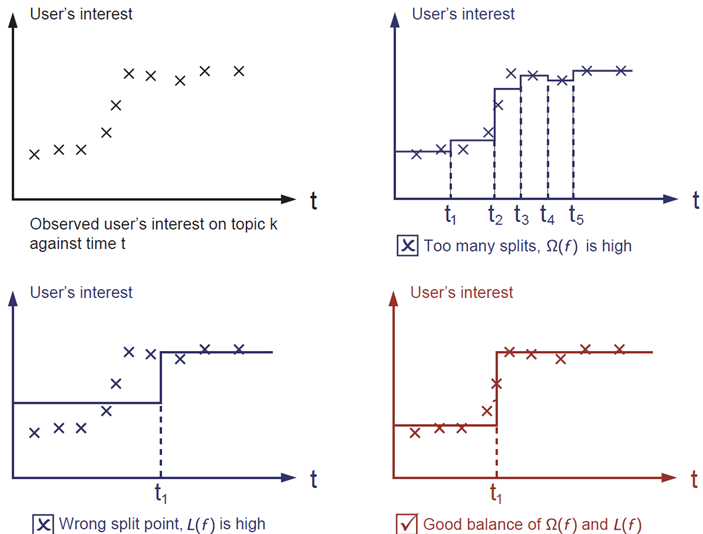 User's interest
t
Observed user's interest on topic k
against time t
User's interest
t
t1 t2 t3 t4 t5
Too many splits, Ω(f) is high
User's interest
t
t1
Wrong split point, L(f) is high
User's interest
t
t1
Good balance of Ω(f) and L(f)